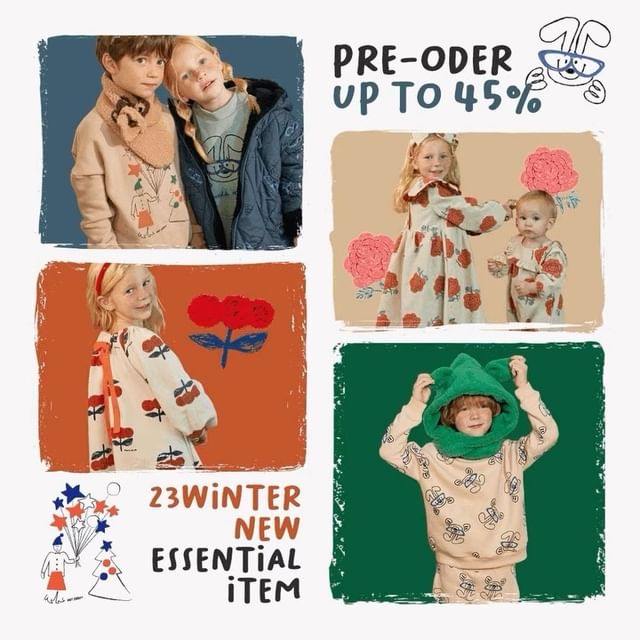 PRE-ODER
UP TO 45%
23WiNTER
NEW
ESSENTiAL
iTEM